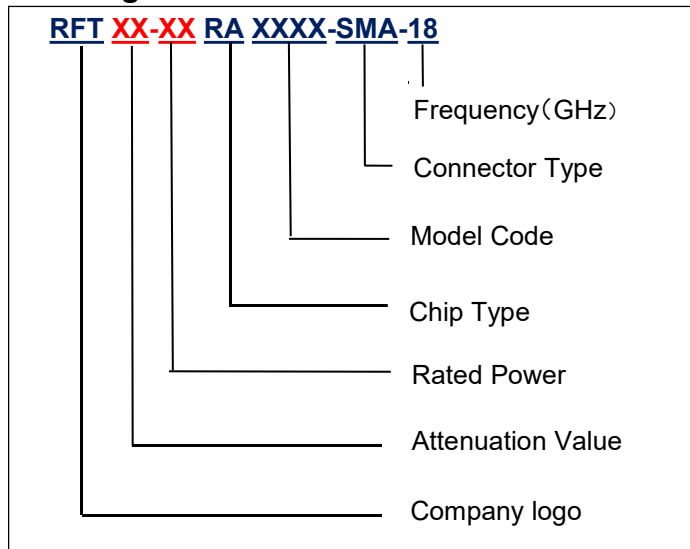 RFT XX-XX RA XXXX-SMA-18
Frequency（GHz）
Connector Type
Model Code
Chip Type
Rated Power
Attenuation Value
Company logo